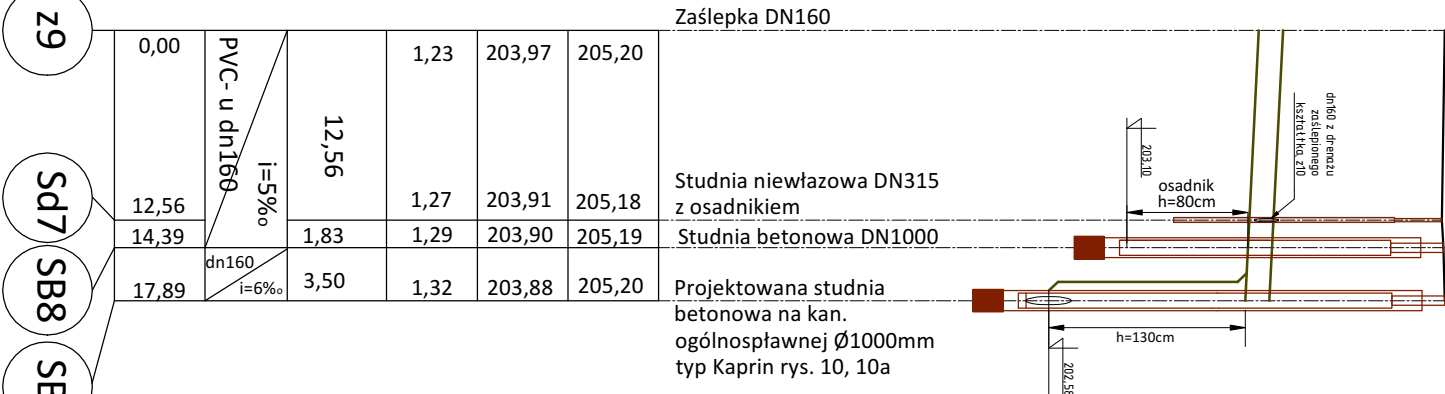 Zaślepka DN160
z9
0,00
PVC- u dn160
i=5‰
12,56
1,23
203,97
205,20
dn160 z drenażu
zaślepionego
kształtką z10
203,10
osadnik
h=80cm
Sd7
12,56
1,27
203,91
205,18
Studnia niewłazowa DN315
z osadnikiem
14,39
1,83
1,29
203,90
205,19
Studnia betonowa DN1000
SB8
dn160
i=6‰
17,89
3,50
1,32
203,88
205,20
Projektowana studnia
betonowa na kan.
ogólnospławnej Ø1000mm
typ Kaprin rys. 10, 10a
h=130cm
202,58